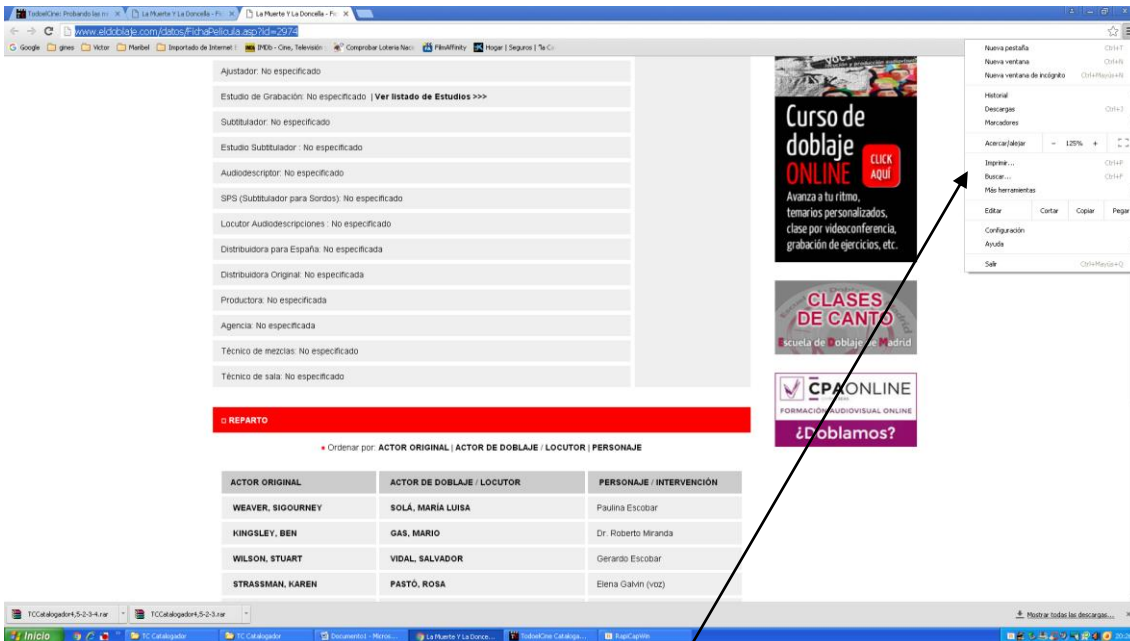 TodoelCine: Probando las no
La Muerte Y La Doncella - Fic
La Muerte Y La Doncella - Fic
www.eldoblaje.com/datos/FichaPelicula.asp?id=2974
Google
gines
Victor
Maribel
Importado de Internet
IMDb - Cine, Televisión
Comprobar Loteria Naci
FilmAffinity
Hogar | Seguros | Ta C
Nueva pestaña Ctrl+T
Nueva ventana Ctrl+N
Nueva ventana de incógnito Ctrl+Mayús+N
Historial
Descargas Ctrl+J
Marcadores
Acercar/alejar - 125% +
Imprimir... Ctrl+P
Buscar... Ctrl+F
Más herramientas
Editar Cortar Copiar Pegar
Configuración
Ayuda
Salir Ctrl+Mayús+Q
Ajustador: No especificado
Estudio de Grabación: No especificado | Ver listado de Estudios >>>
Subtitulador: No especificado
Estudio Subtitulador : No especificado
Audiodescriptor: No especificado
SPS (Subtitulador para Sordos): No especificado
Locutor Audiodescripciones : No especificado
Distribuidora para España: No especificada
Distribuidora Original: No especificada
Productora: No especificada
Agencia: No especificada
Técnico de mezclas: No especificado
Técnico de sala: No especificado
Curso de
doblaje
ONLINE
CLICK
AQUÍ
Avanza a tu ritmo,
temarios personalizados,
clase por videoconferencia,
grabación de ejercicios, etc.
CLASES
DE CANTO
Escuela de Doblaje de Madrid
CPAONLINE
FORMACIÓN AUDIOVISUAL ONLINE
¿Doblamos?
REPARTO
Ordenar por: ACTOR ORIGINAL | ACTOR DE DOBLAJE / LOCUTOR | PERSONAJE
ACTOR ORIGINAL ACTOR DE DOBLAJE / LOCUTOR PERSONAJE / INTERVENCIÓN
WEAVER, SIGOURNEY SOLÁ, MARÍA LUISA Paulina Escobar
KINGSLEY, BEN GAS, MARIO Dr. Roberto Miranda
WILSON, STUART VIDAL, SALVADOR Gerardo Escobar
STRASSMAN, KAREN PASTÓ, ROSA Elena Galvin (voz)
TCCatalogador4,5-2-3-4.rar
TCCatalogador4,5-2-3.rar
Mostrar todas las descargas...
Inicio
TC Catalogador
TC Catalogador
Documento1 - Micros...
La Muerte Y La Donce...
TodoelCine Cataloga...
RapCapWin